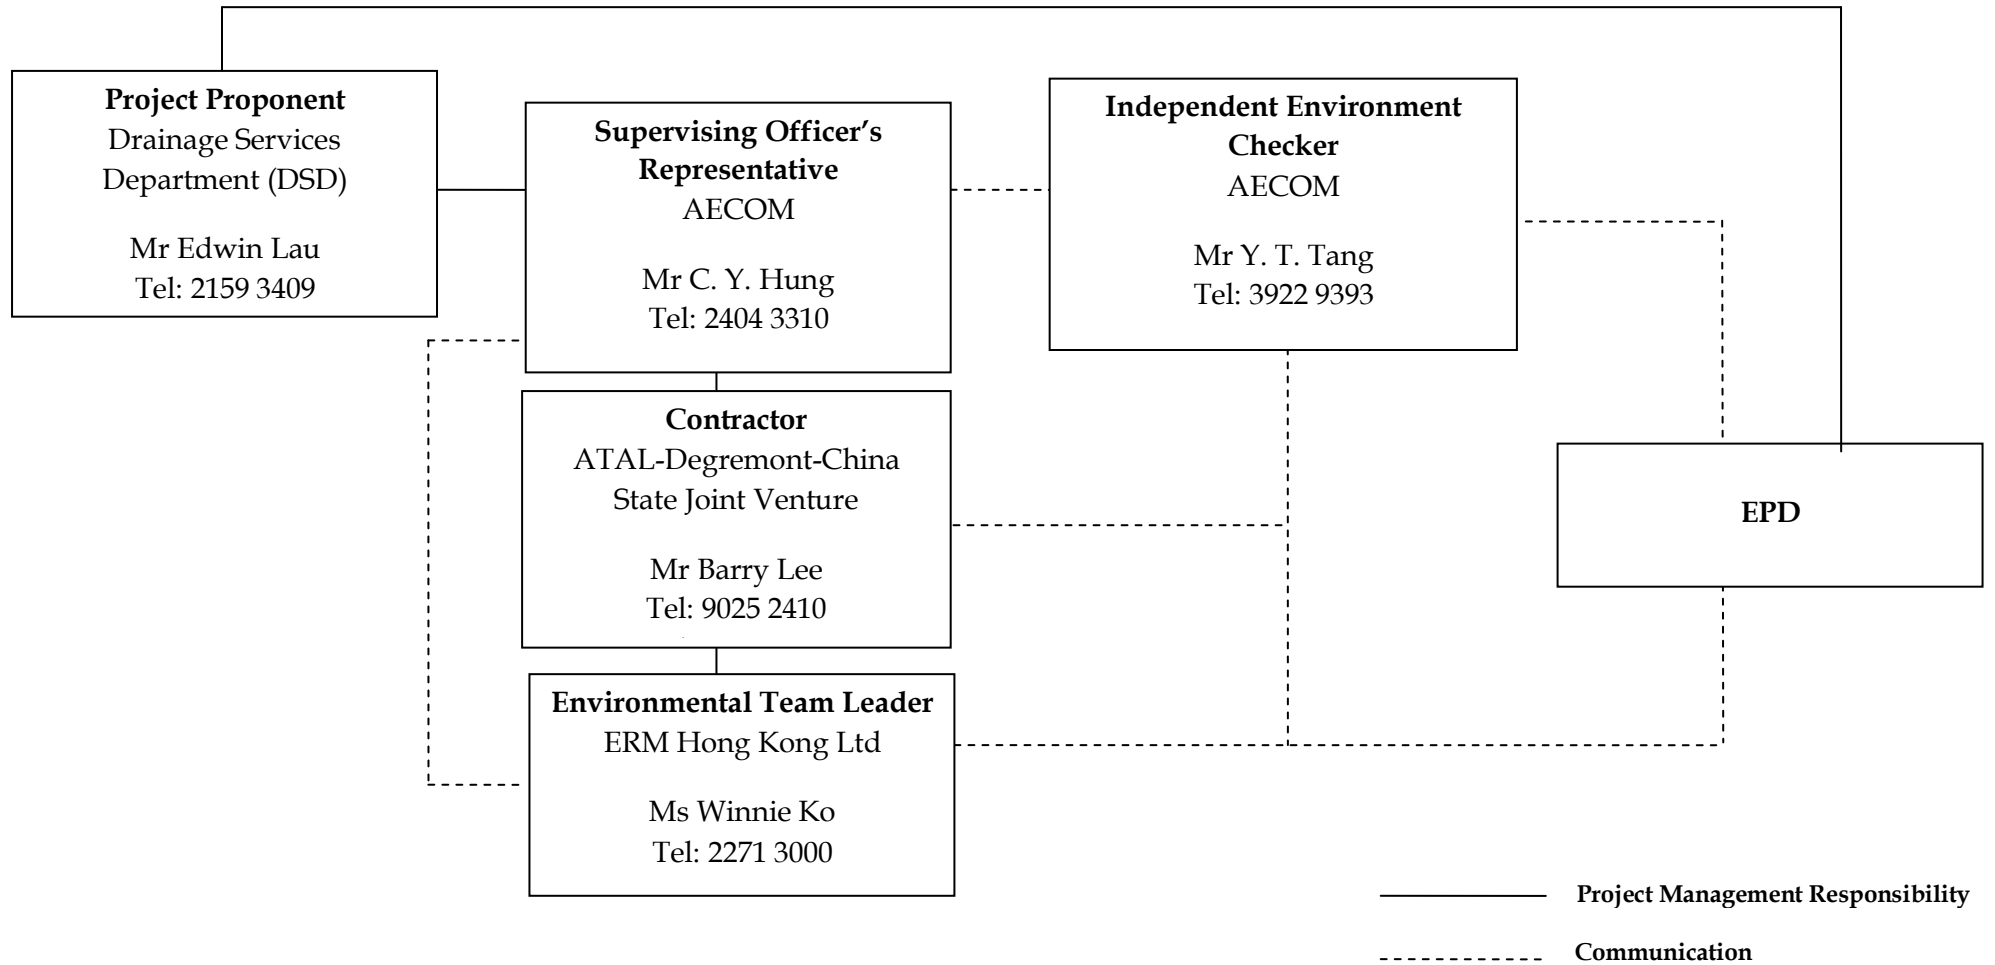 Project Proponent
Drainage Services
Department (DSD)
Mr Edwin Lau
Tel: 2159 3409
Supervising Officer’s
Representative
AECOM
Mr C. Y. Hung
Tel: 2404 3310
Independent Environment
Checker
AECOM
Mr Y. T. Tang
Tel: 3922 9393
Contractor
ATAL-Degremont-China
State Joint Venture
Mr Barry Lee
Tel: 9025 2410
EPD
Environmental Team Leader
ERM Hong Kong Ltd
Ms Winnie Ko
Tel: 2271 3000
Project Management Responsibility
Communication